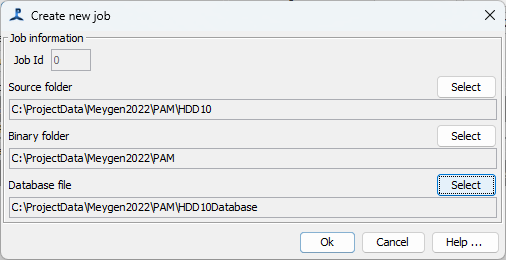 Create new job
Job information
Job Id 0
Source folder Select
C:\ProjectData\Meygen2022\PAM\HDD10
Binary folder Select
C:\ProjectData\Meygen2022\PAM
Database file Select
C:\ProjectData\Meygen2022\PAM\HDD10Database
Ok Cancel Help ...